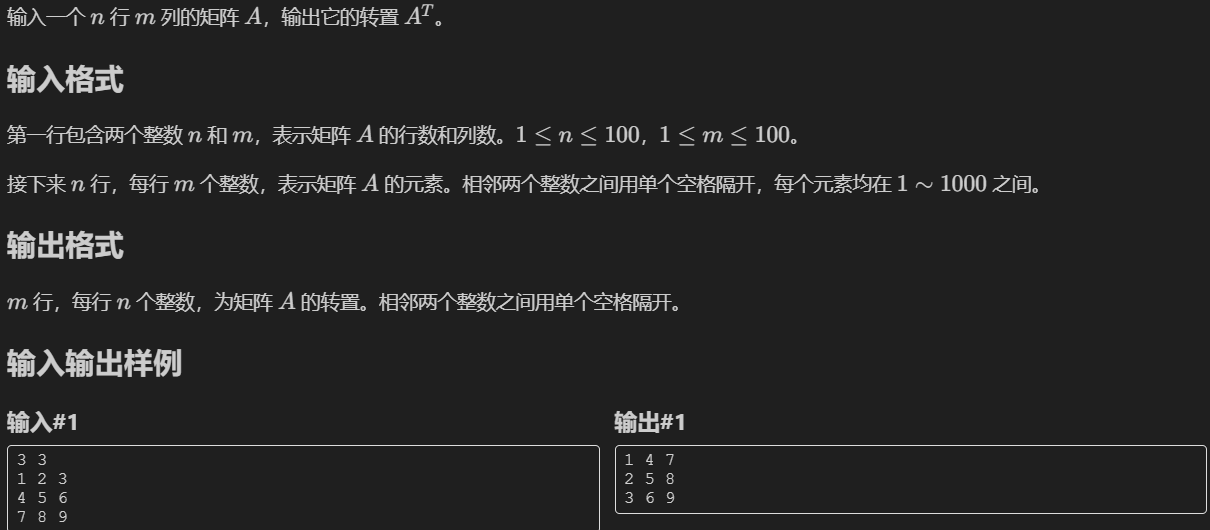 输入一个 n 行 m 列的矩阵 A，输出它的转置 A^T。
输入格式
第一行包含两个整数 n 和 m，表示矩阵 A 的行数和列数。1 ≤ n ≤ 100，1 ≤ m ≤ 100。
接下来 n 行，每行 m 个整数，表示矩阵 A 的元素。相邻两个整数之间用单个空格隔开，每个元素均在 1 ∼ 1000 之间。
输出格式
m 行，每行 n 个整数，为矩阵 A 的转置。相邻两个整数之间用单个空格隔开。
输入输出样例
输入#1
3 3
1 2 3
4 5 6
7 8 9
输出#1
1 4 7
2 5 8
3 6 9